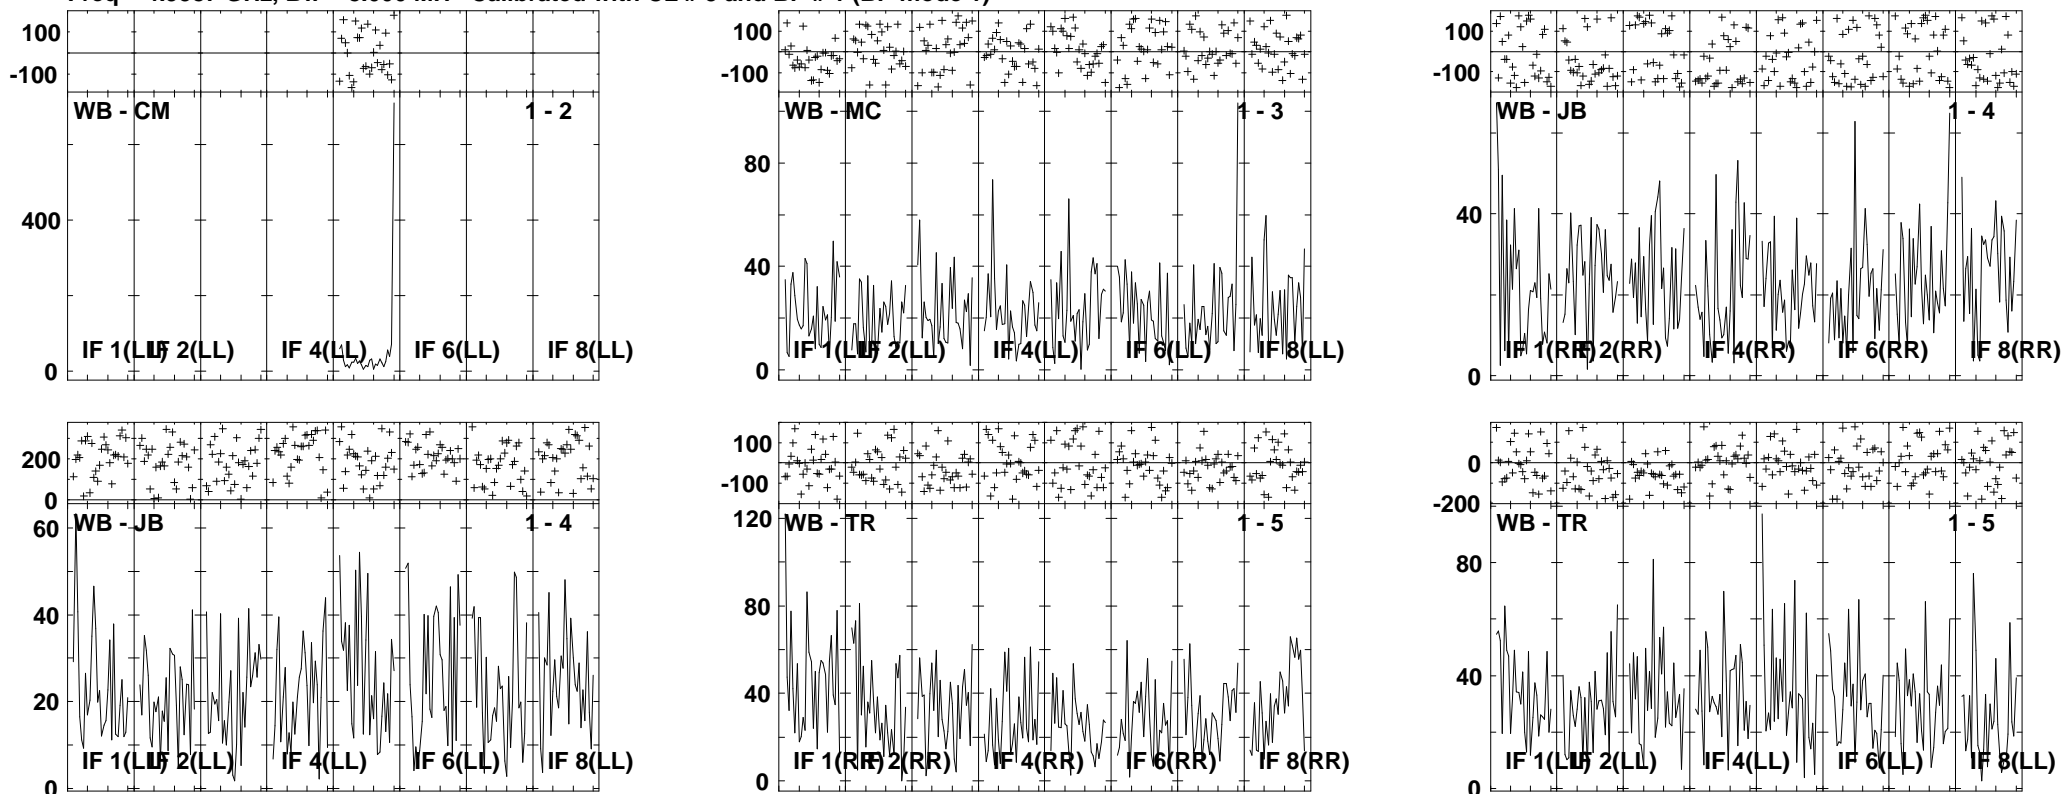 100
-100
WB - CM 1 - 2
400
0
IF 1(LL) IF 2(LL) IF 4(LL) IF 6(LL) IF 8(LL)
100
-100
WB - MC 1 - 3
80
40
0
IF 1(LL) IF 2(LL) IF 4(LL) IF 6(LL) IF 8(LL)
100
-100
WB - JB 1 - 4
40
0
IF 1(RR) IF 2(RR) IF 4(RR) IF 6(RR) IF 8(RR)
200
0
WB - JB 1 - 4
60
40
20
0
IF 1(LL) IF 2(LL) IF 4(LL) IF 6(LL) IF 8(LL)
100
-100
WB - TR 1 - 5
120
80
40
0
IF 1(RR) IF 2(RR) IF 4(RR) IF 6(RR) IF 8(RR)
0
-200
WB - TR 1 - 5
80
40
0
IF 1(LL) IF 2(LL) IF 4(LL) IF 6(LL) IF 8(LL)